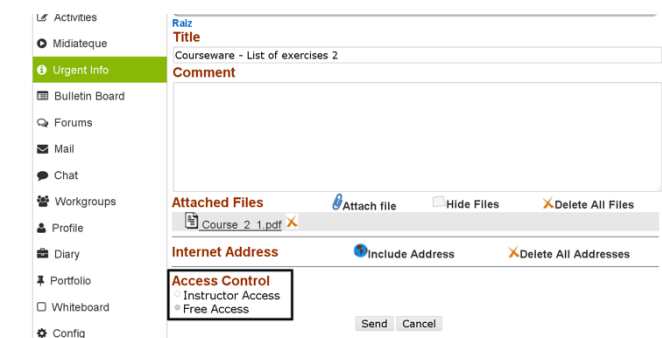 Activities
Midiateque
Urgent Info
Bulletin Board
Forums
Mail
Chat
Workgroups
Profile
Diary
Portfolio
Whiteboard
Config
Raiz
Title
Courseware - List of exercises 2
Comment
Attached Files Attach file Hide Files Delete All Files
Course_2_1.pdf
Internet Address Include Address Delete All Addresses
Access Control
Instructor Access
Free Access
Send Cancel